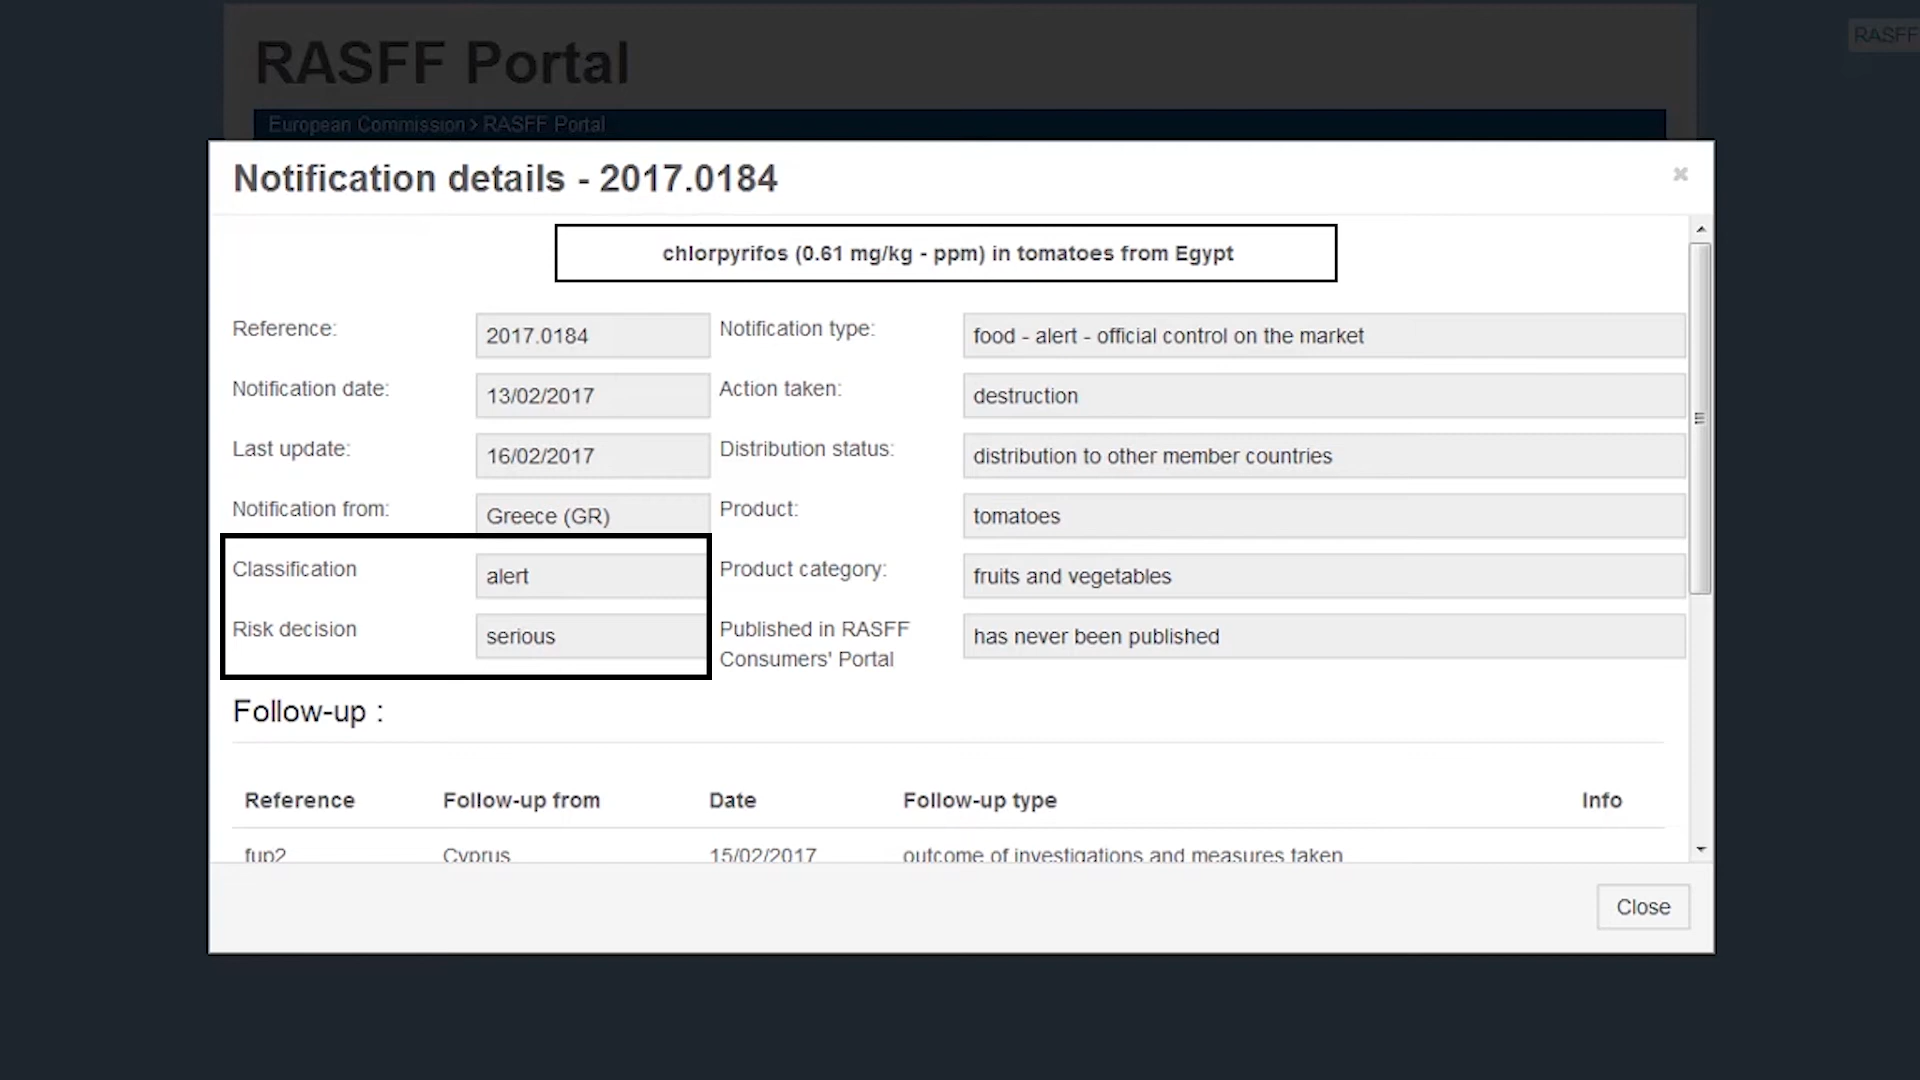 RASFF Portal
RASFF
European Commission > RASFF Portal
Notification details - 2017.0184
chlorpyrifos (0.61 mg/kg - ppm) in tomatoes from Egypt
Reference: 2017.0184 Notification type: food - alert - official control on the market
Notification date: 13/02/2017 Action taken: destruction
Last update: 16/02/2017 Distribution status: distribution to other member countries
Notification from: Greece (GR) Product: tomatoes
Classification alert Product category: fruits and vegetables
Risk decision serious Published in RASFF has never been published
Consumers' Portal
Follow-up :
Reference Follow-up from Date Follow-up type Info
fup2 Cyprus 15/02/2017 outcome of investigations and measures taken
Close